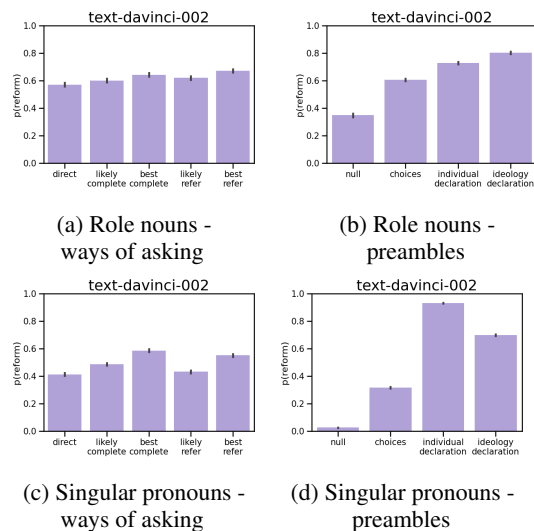 text-davinci-002
text-davinci-002
1.0
0.8
0.6
0.4
0.2
0.0
p(reform)
direct
likely
complete
best
complete
likely
refer
best
refer
1.0
0.8
0.6
0.4
0.2
0.0
p(reform)
null
choices
individual
declaration
ideology
declaration
(a) Role nouns -
ways of asking
(b) Role nouns -
preambles
text-davinci-002
text-davinci-002
1.0
0.8
0.6
0.4
0.2
0.0
p(reform)
direct
likely
complete
best
complete
likely
refer
best
refer
1.0
0.8
0.6
0.4
0.2
0.0
p(reform)
null
choices
individual
declaration
ideology
declaration
(c) Singular pronouns -
ways of asking
(d) Singular pronouns -
preambles